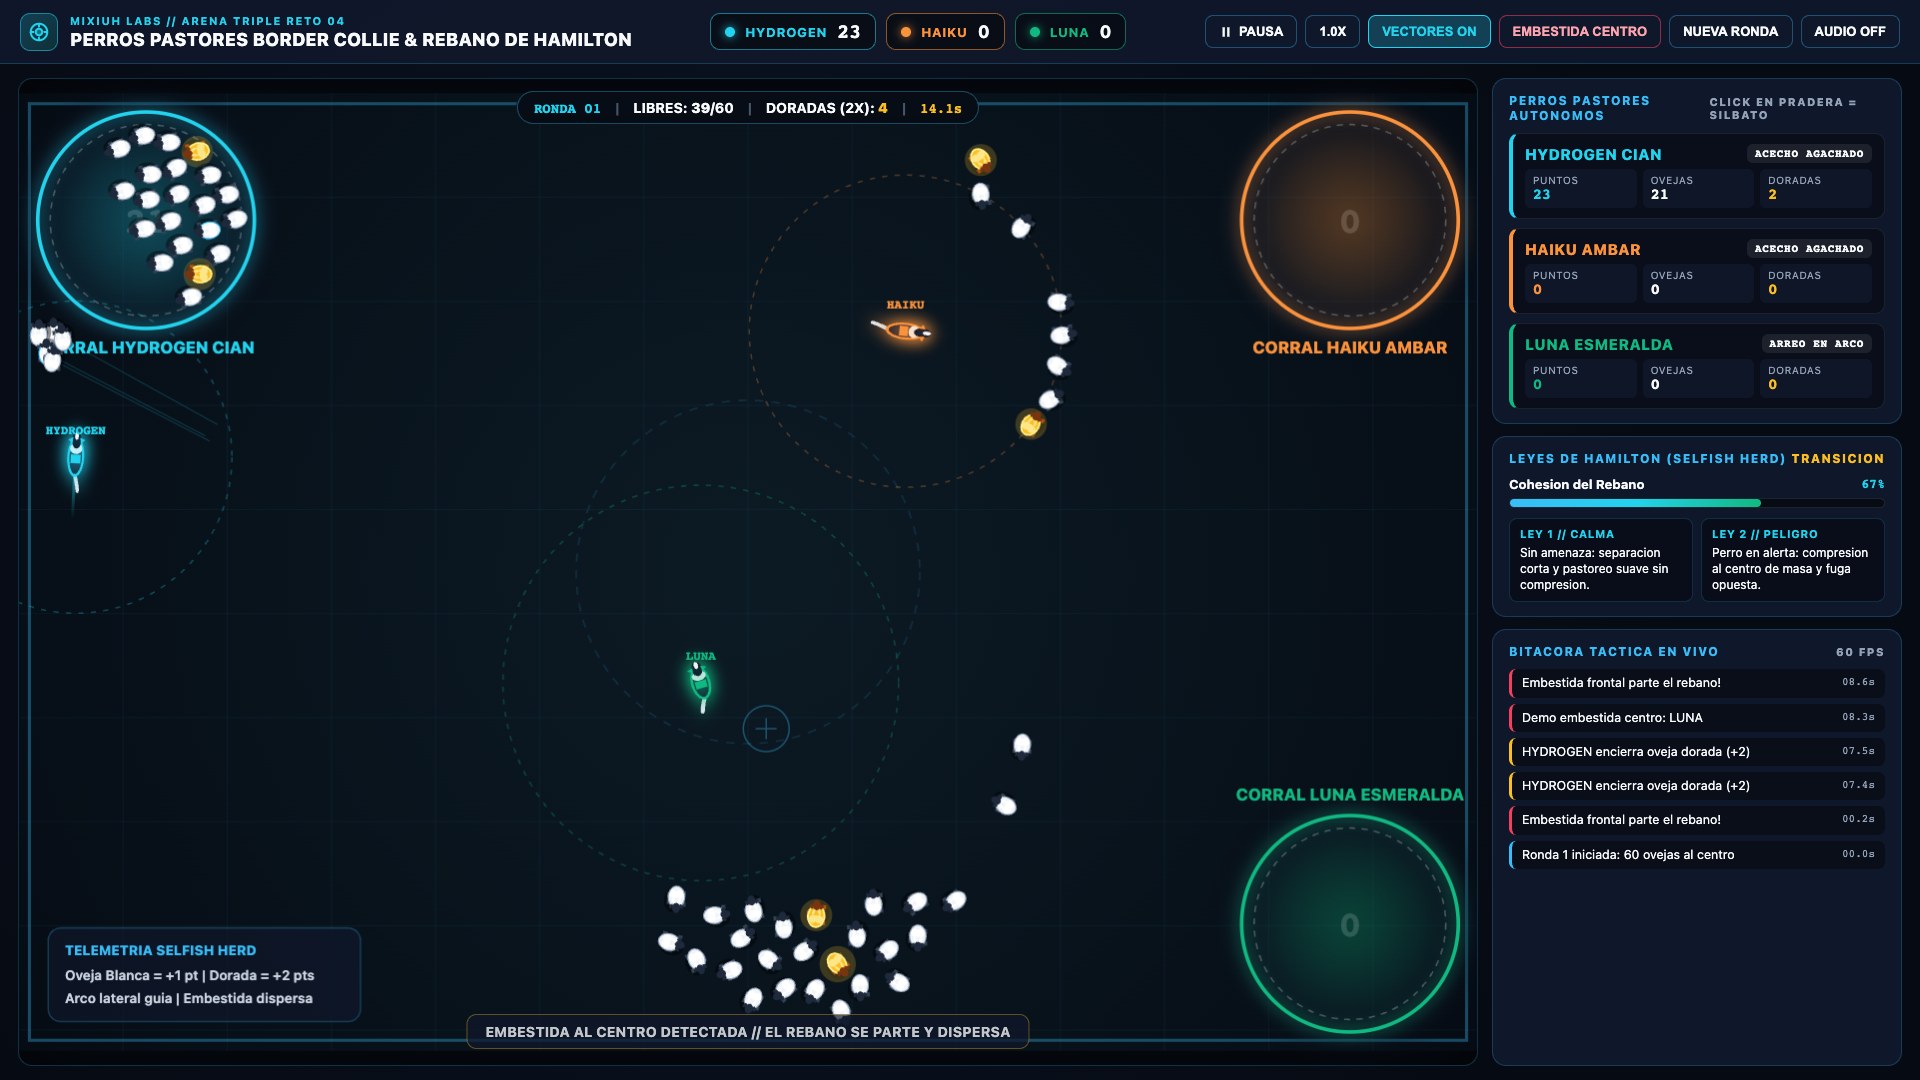 MIXIUH LABS // ARENA TRIPLE RETO 04
PERROS PASTORES BORDER COLLIE & REBANO DE HAMILTON
HYDROGEN 23
HAIKU 0
LUNA 0
PAUSA
1.0X
VECTORES ON
EMBESTIDA CENTRO
NUEVA RONDA
AUDIO OFF
RONDA 01 | LIBRES: 39/60 | DORADAS (2X): 4 | 14.1s
RRAL HYDROGEN CIAN
0
CORRAL HAIKU AMBAR
HAIKU
HYDROGEN
LUNA
CORRAL LUNA ESMERALDA
0
TELEMETRIA SELFISH HERD
Oveja Blanca = +1 pt | Dorada = +2 pts
Arco lateral guia | Embestida dispersa
EMBESTIDA AL CENTRO DETECTADA // EL REBANO SE PARTE Y DISPERSA
PERROS PASTORES AUTONOMOS
CLICK EN PRADERA = SILBATO
HYDROGEN CIAN
ACECHO AGACHADO
PUNTOS OVEJAS DORADAS
23 21 2
HAIKU AMBAR
ACECHO AGACHADO
PUNTOS OVEJAS DORADAS
0 0 0
LUNA ESMERALDA
ARREO EN ARCO
PUNTOS OVEJAS DORADAS
0 0 0
LEYES DE HAMILTON (SELFISH HERD) TRANSICION
Cohesion del Rebano 67%
LEY 1 // CALMA
Sin amenaza: separacion
corta y pastoreo suave sin
compresion.
LEY 2 // PELIGRO
Perro en alerta: compresion
al centro de masa y fuga
opuesta.
BITACORA TACTICA EN VIVO 60 FPS
Embestida frontal parte el rebano! 08.6s
Demo embestida centro: LUNA 08.3s
HYDROGEN encierra oveja dorada (+2) 07.5s
HYDROGEN encierra oveja dorada (+2) 07.4s
Embestida frontal parte el rebano! 00.2s
Ronda 1 iniciada: 60 ovejas al centro 00.0s